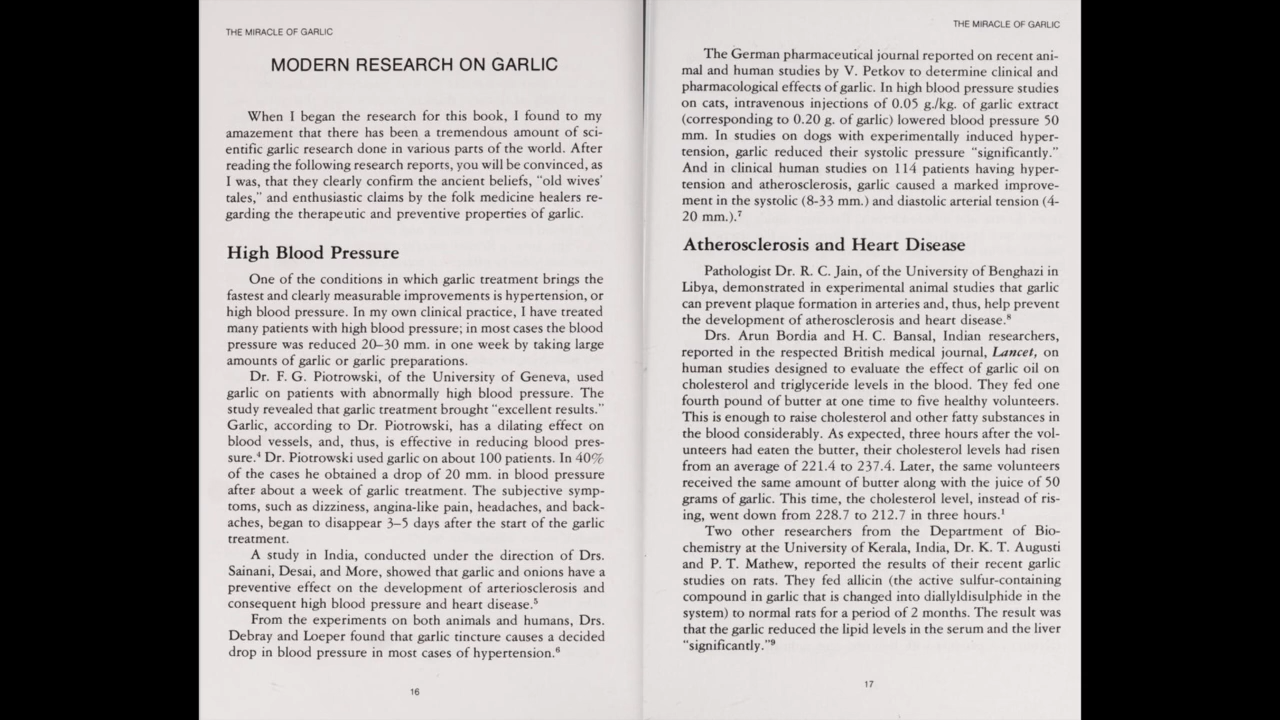 THE MIRACLE OF GARLIC
MODERN RESEARCH ON GARLIC
When I began the research for this book, I found to my
amazement that there has been a tremendous amount of sci-
entific garlic research done in various parts of the world. After
reading the following research reports, you will be convinced, as
I was, that they clearly confirm the ancient beliefs, "old wives'
tales," and enthusiastic claims by the folk medicine healers re-
garding the therapeutic and preventive properties of garlic.
High Blood Pressure
One of the conditions in which garlic treatment brings the
fastest and clearly measurable improvements is hypertension, or
high blood pressure. In my own clinical practice, I have treated
many patients with high blood pressure; in most cases the blood
pressure was reduced 20–30 mm. in one week by taking large
amounts of garlic or garlic preparations.
Dr. F. G. Piotrowski, of the University of Geneva, used
garlic on patients with abnormally high blood pressure. The
study revealed that garlic treatment brought "excellent results."
Garlic, according to Dr. Piotrowski, has a dilating effect on
blood vessels, and, thus, is effective in reducing blood pres-
sure.⁴ Dr. Piotrowski used garlic on about 100 patients. In 40%
of the cases he obtained a drop of 20 mm. in blood pressure
after about a week of garlic treatment. The subjective symp-
toms, such as dizziness, angina-like pain, headaches, and back-
aches, began to disappear 3–5 days after the start of the garlic
treatment.
A study in India, conducted under the direction of Drs.
Sainani, Desai, and More, showed that garlic and onions have a
preventive effect on the development of arteriosclerosis and
consequent high blood pressure and heart disease.⁵
From the experiments on both animals and humans, Drs.
Debray and Loeper found that garlic tincture causes a decided
drop in blood pressure in most cases of hypertension.⁶
16
THE MIRACLE OF GARLIC
The German pharmaceutical journal reported on recent ani-
mal and human studies by V. Petkov to determine clinical and
pharmacological effects of garlic. In high blood pressure studies
on cats, intravenous injections of 0.05 g./kg. of garlic extract
(corresponding to 0.20 g. of garlic) lowered blood pressure 50
mm. In studies on dogs with experimentally induced hyper-
tension, garlic reduced their systolic pressure "significantly."
And in clinical human studies on 114 patients having hyper-
tension and atherosclerosis, garlic caused a marked improve-
ment in the systolic (8-33 mm.) and diastolic arterial tension (4-
20 mm.).⁷
Atherosclerosis and Heart Disease
Pathologist Dr. R. C. Jain, of the University of Benghazi in
Libya, demonstrated in experimental animal studies that garlic
can prevent plaque formation in arteries and, thus, help prevent
the development of atherosclerosis and heart disease.⁸
Drs. Arun Bordia and H. C. Bansal, Indian researchers,
reported in the respected British medical journal, Lancet, on
human studies designed to evaluate the effect of garlic oil on
cholesterol and triglyceride levels in the blood. They fed one
fourth pound of butter at one time to five healthy volunteers.
This is enough to raise cholesterol and other fatty substances in
the blood considerably. As expected, three hours after the vol-
unteers had eaten the butter, their cholesterol levels had risen
from an average of 221.4 to 237.4. Later, the same volunteers
received the same amount of butter along with the juice of 50
grams of garlic. This time, the cholesterol level, instead of ris-
ing, went down from 228.7 to 212.7 in three hours.¹
Two other researchers from the Department of Bio-
chemistry at the University of Kerala, India, Dr. K. T. Augusti
and P. T. Mathew, reported the results of their recent garlic
studies on rats. They fed allicin (the active sulfur-containing
compound in garlic that is changed into diallyldisulphide in the
system) to normal rats for a period of 2 months. The result was
that the garlic reduced the lipid levels in the serum and the liver
"significantly."⁹
17